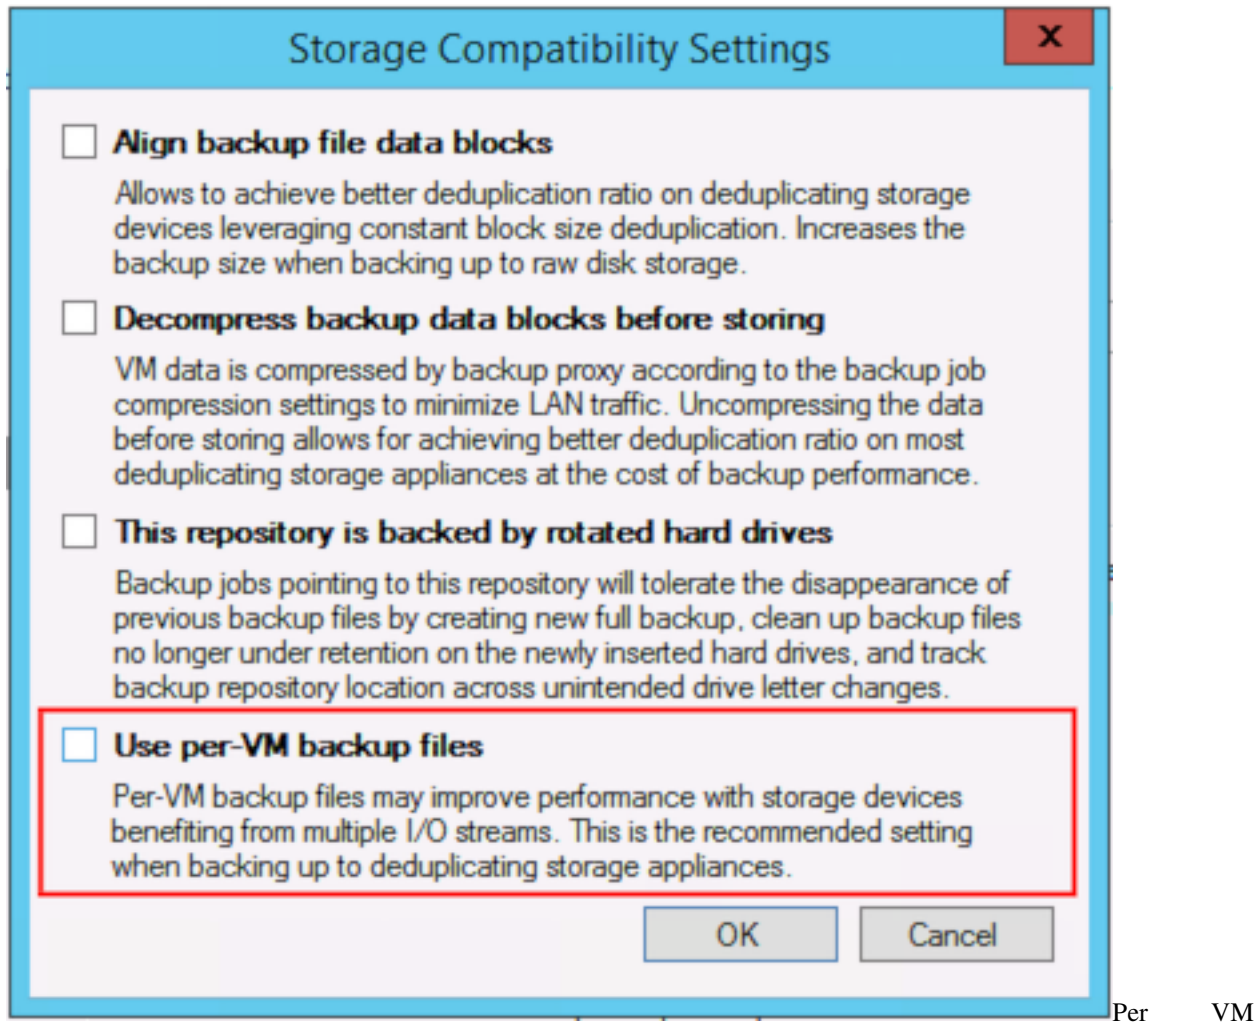 Storage Compatibility Settings
x
Align backup file data blocks
Allows to achieve better deduplication ratio on deduplicating storage
devices leveraging constant block size deduplication. Increases the
backup size when backing up to raw disk storage.
Decompress backup data blocks before storing
VM data is compressed by backup proxy according to the backup job
compression settings to minimize LAN traffic. Uncompressing the data
before storing allows for achieving better deduplication ratio on most
deduplicating storage appliances at the cost of backup performance.
This repository is backed by rotated hard drives
Backup jobs pointing to this repository will tolerate the disappearance of
previous backup files by creating new full backup, clean up backup files
no longer under retention on the newly inserted hard drives, and track
backup repository location across unintended drive letter changes.
Use per-VM backup files
Per-VM backup files may improve performance with storage devices
benefiting from multiple I/O streams. This is the recommended setting
when backing up to deduplicating storage appliances.
OK Cancel
Per VM